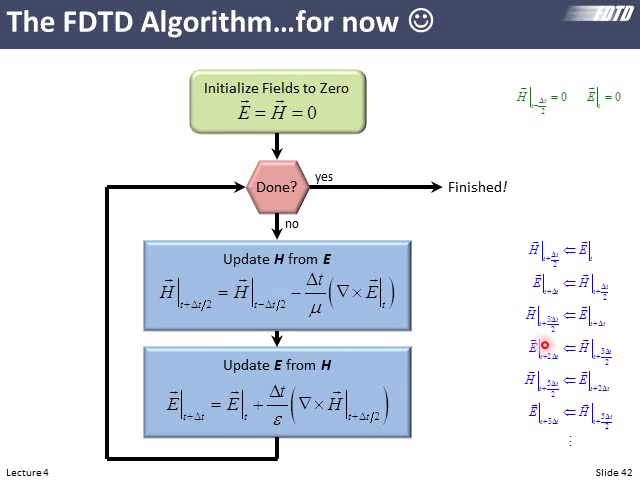 The FDTD Algorithm…for now ☺
FDTD
Initialize Fields to Zero
E⃗ = H⃗ = 0
H⃗|t−Δt/2 = 0 E⃗|t = 0
Done?
yes
Finished!
no
Update H from E
H⃗|t+Δt/2 = H⃗|t−Δt/2 − Δt/μ (∇ × E⃗|t)
Update E from H
E⃗|t+Δt = E⃗|t + Δt/ε (∇ × H⃗|t+Δt/2)
H⃗|t+Δt/2 ⇐ E⃗|t
E⃗|t+Δt ⇐ H⃗|t+Δt/2
H⃗|t+3Δt/2 ⇐ E⃗|t+Δt
E⃗|t+2Δt ⇐ H⃗|t+3Δt/2
H⃗|t+5Δt/2 ⇐ E⃗|t+2Δt
E⃗|t+3Δt ⇐ H⃗|t+5Δt/2
⋮
Lecture 4
Slide 42